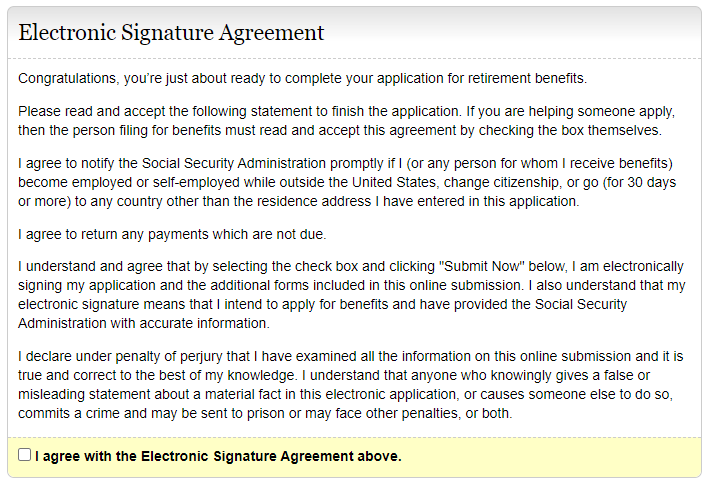 Electronic Signature Agreement
Congratulations, you're just about ready to complete your application for retirement benefits.
Please read and accept the following statement to finish the application. If you are helping someone apply,
then the person filing for benefits must read and accept this agreement by checking the box themselves.
I agree to notify the Social Security Administration promptly if I (or any person for whom I receive benefits)
become employed or self-employed while outside the United States, change citizenship, or go (for 30 days
or more) to any country other than the residence address I have entered in this application.
I agree to return any payments which are not due.
I understand and agree that by selecting the check box and clicking "Submit Now" below, I am electronically
signing my application and the additional forms included in this online submission. I also understand that my
electronic signature means that I intend to apply for benefits and have provided the Social Security
Administration with accurate information.
I declare under penalty of perjury that I have examined all the information on this online submission and it is
true and correct to the best of my knowledge. I understand that anyone who knowingly gives a false or
misleading statement about a material fact in this electronic application, or causes someone else to do so,
commits a crime and may be sent to prison or may face other penalties, or both.
I agree with the Electronic Signature Agreement above.